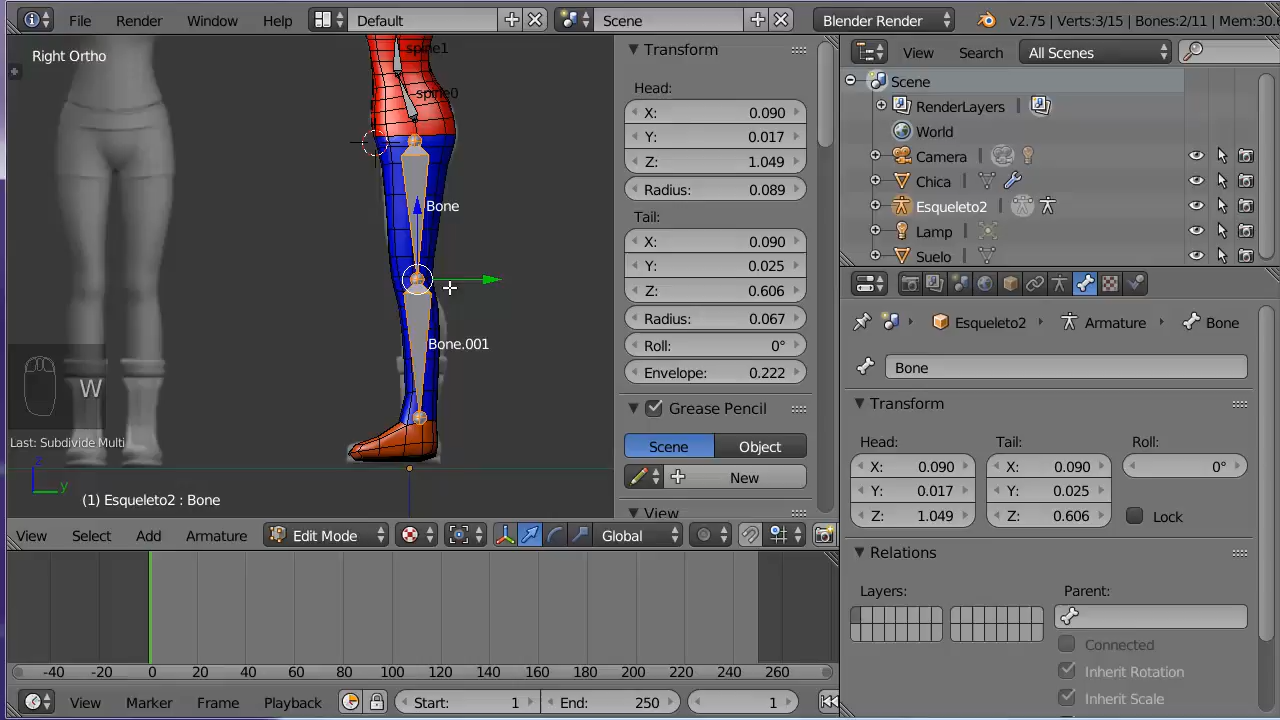 File Render Window Help Default Scene Blender Render v2.75 | Verts:3/15 | Bones:2/11 | Mem:30.
Right Ortho
spine1
spine0
Bone
Bone.001
W
Last: Subdivide Multi
z
y
(1) Esqueleto2 : Bone
Transform
Head:
X: 0.090
Y: 0.017
Z: 1.049
Radius: 0.089
Tail:
X: 0.090
Y: 0.025
Z: 0.606
Radius: 0.067
Roll: 0°
Envelope: 0.222
Grease Pencil
Scene Object
New
View
View Select Add Armature Edit Mode Global
-40 -20 0 20 40 60 80 100 120 140 160 180 200 220 240 260
View Marker Frame Playback Start: 1 End: 250 1
View Search All Scenes
Scene
RenderLayers
World
Camera
Chica
Esqueleto2
Lamp
Suelo
Esqueleto2 Armature Bone
Bone
Transform
Head: Tail: Roll:
X: 0.090 X: 0.090 0°
Y: 0.017 Y: 0.025
Z: 1.049 Z: 0.606 Lock
Relations
Layers: Parent:
Connected
Inherit Rotation
Inherit Scale